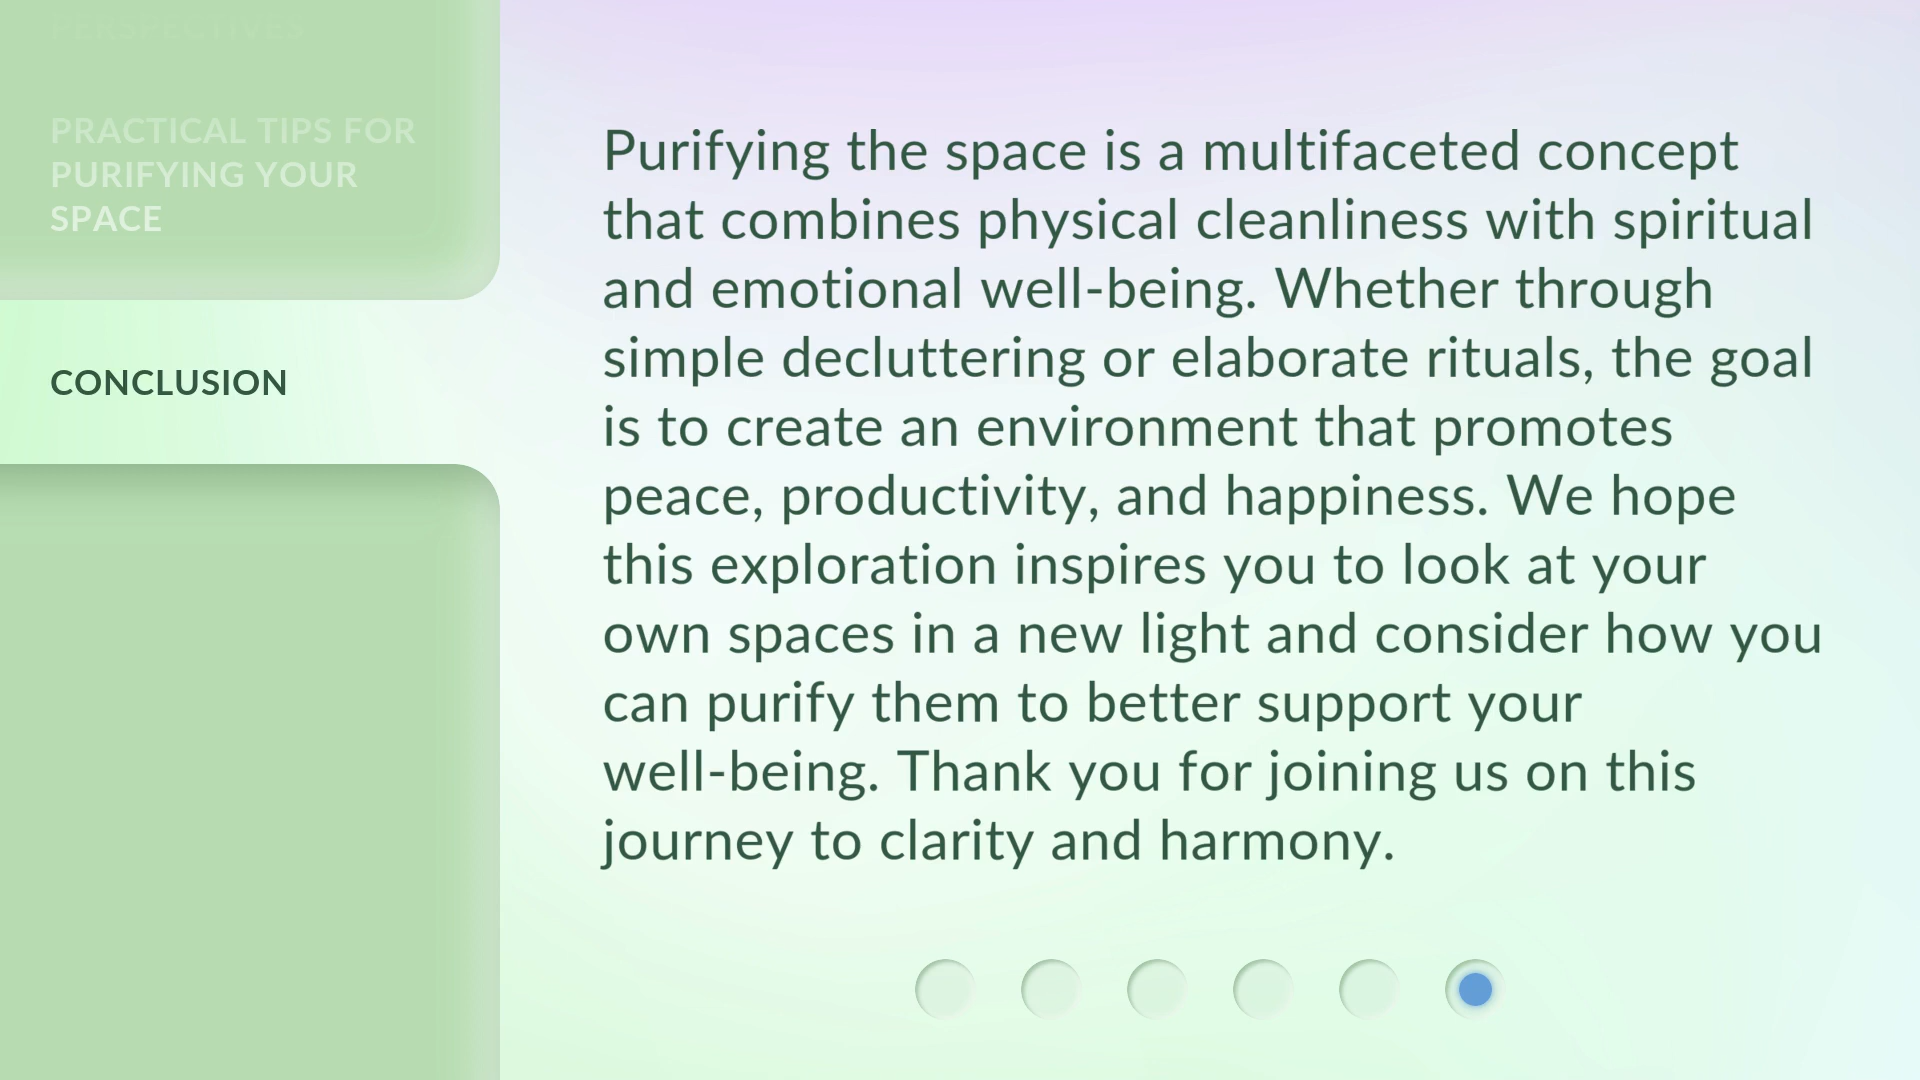 PERSPECTIVES
PRACTICAL TIPS FOR
PURIFYING YOUR
SPACE
CONCLUSION
Purifying the space is a multifaceted concept
that combines physical cleanliness with spiritual
and emotional well-being. Whether through
simple decluttering or elaborate rituals, the goal
is to create an environment that promotes
peace, productivity, and happiness. We hope
this exploration inspires you to look at your
own spaces in a new light and consider how you
can purify them to better support your
well-being. Thank you for joining us on this
journey to clarity and harmony.